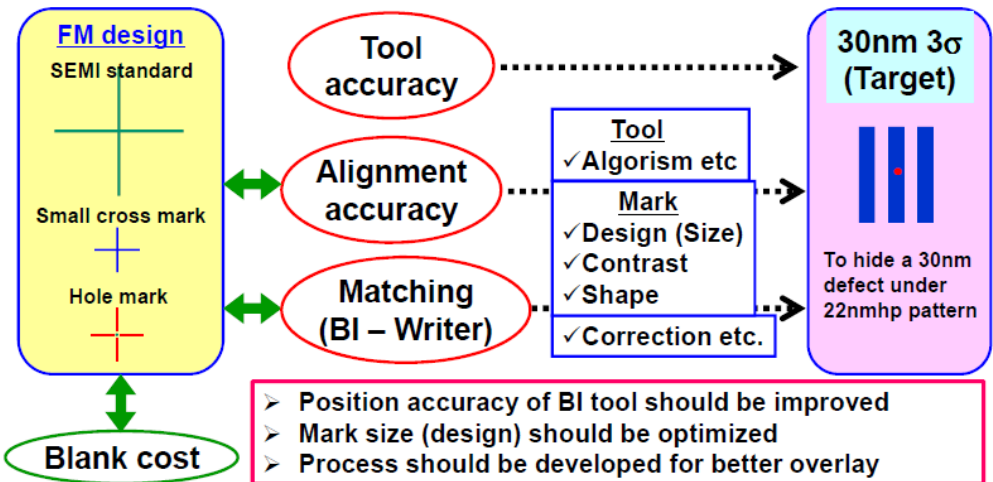 FM design
SEMI standard
Small cross mark
Hole mark
Blank cost
Tool
accuracy
Alignment
accuracy
Matching
(BI – Writer)
Tool
✓Algorism etc
Mark
✓Design (Size)
✓Contrast
✓Shape
✓Correction etc.
30nm 3σ
(Target)
To hide a 30nm
defect under
22nmhp pattern
➢ Position accuracy of BI tool should be improved
➢ Mark size (design) should be optimized
➢ Process should be developed for better overlay